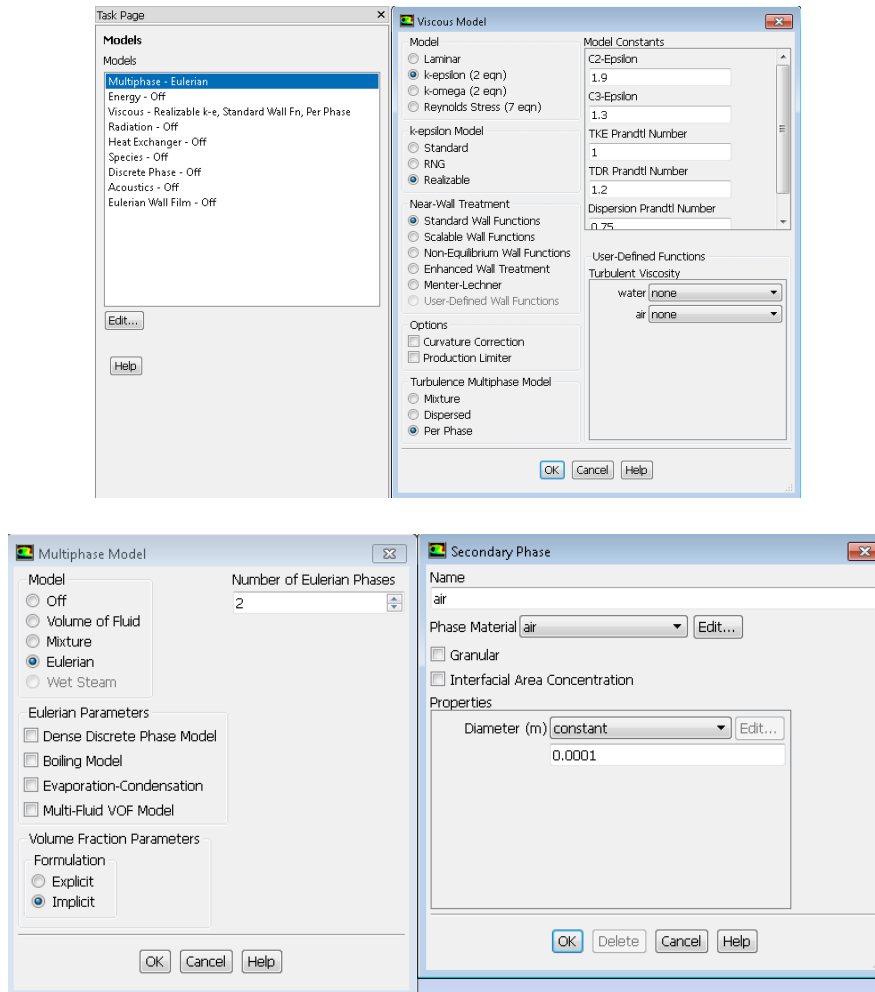 Task Page
Models
Models
Multiphase - Eulerian
Energy - Off
Viscous - Realizable k-e, Standard Wall Fn, Per Phase
Radiation - Off
Heat Exchanger - Off
Species - Off
Discrete Phase - Off
Acoustics - Off
Eulerian Wall Film - Off
Edit...
Help
Viscous Model
Model
Laminar
k-epsilon (2 eqn)
k-omega (2 eqn)
Reynolds Stress (7 eqn)
k-epsilon Model
Standard
RNG
Realizable
Near-Wall Treatment
Standard Wall Functions
Scalable Wall Functions
Non-Equilibrium Wall Functions
Enhanced Wall Treatment
Menter-Lechner
User-Defined Wall Functions
Options
Curvature Correction
Production Limiter
Turbulence Multiphase Model
Mixture
Dispersed
Per Phase
Model Constants
C2-Epsilon
1.9
C3-Epsilon
1.3
TKE Prandtl Number
1
TDR Prandtl Number
1.2
Dispersion Prandtl Number
0.75
User-Defined Functions
Turbulent Viscosity
water none
air none
OK Cancel Help
Multiphase Model
Model
Off
Volume of Fluid
Mixture
Eulerian
Wet Steam
Number of Eulerian Phases
2
Eulerian Parameters
Dense Discrete Phase Model
Boiling Model
Evaporation-Condensation
Multi-Fluid VOF Model
Volume Fraction Parameters
Formulation
Explicit
Implicit
OK Cancel Help
Secondary Phase
Name
air
Phase Material air Edit...
Granular
Interfacial Area Concentration
Properties
Diameter (m) constant Edit...
0.0001
OK Delete Cancel Help